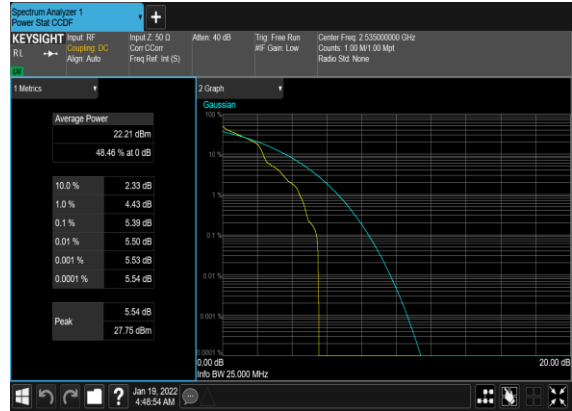 Spectrum Analyzer 1
Power Stat CCDF
KEYSIGHT
RL
Input: RF
Coupling: DC
Align: Auto
Input Z: 50 Ω
Corr CCorr
Freq Ref: Int (S)
Atten: 40 dB
Trig: Free Run
#IF Gain: Low
Center Freq: 2.535000000 GHz
Counts: 1.00 M/1.00 Mpt
Radio Std: None
1 Metrics
Average Power
22.21 dBm
48.46 % at 0 dB
10.0 % 2.33 dB
1.0 % 4.43 dB
0.1 % 5.39 dB
0.01 % 5.50 dB
0.001 % 5.53 dB
0.0001 % 5.54 dB
Peak
5.54 dB
27.75 dBm
2 Graph
Gaussian
100 %
10 %
1 %
0.1 %
0.01 %
0.001 %
0.0001 %
0.00 dB
20.00 dB
Info BW 25.000 MHz
?
Jan 19, 2022
4:48:54 AM